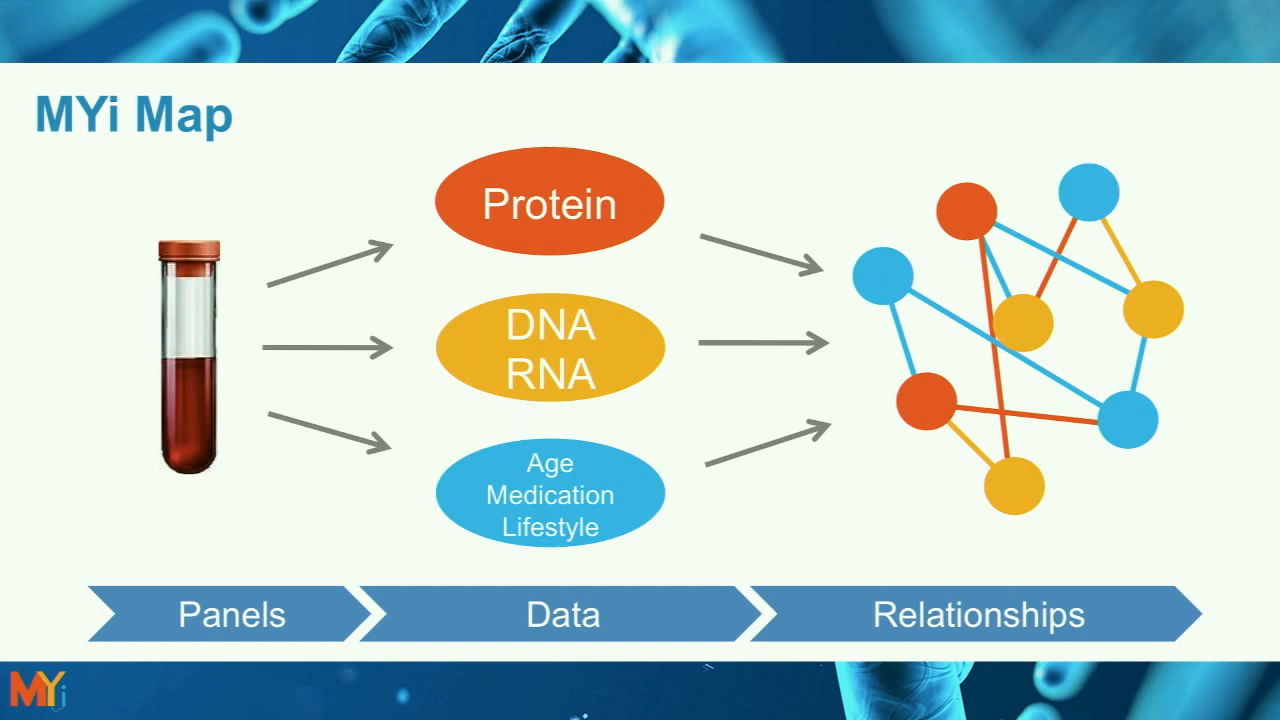 MYi Map
Protein
DNA
RNA
Age
Medication
Lifestyle
Panels
Data
Relationships
MYi